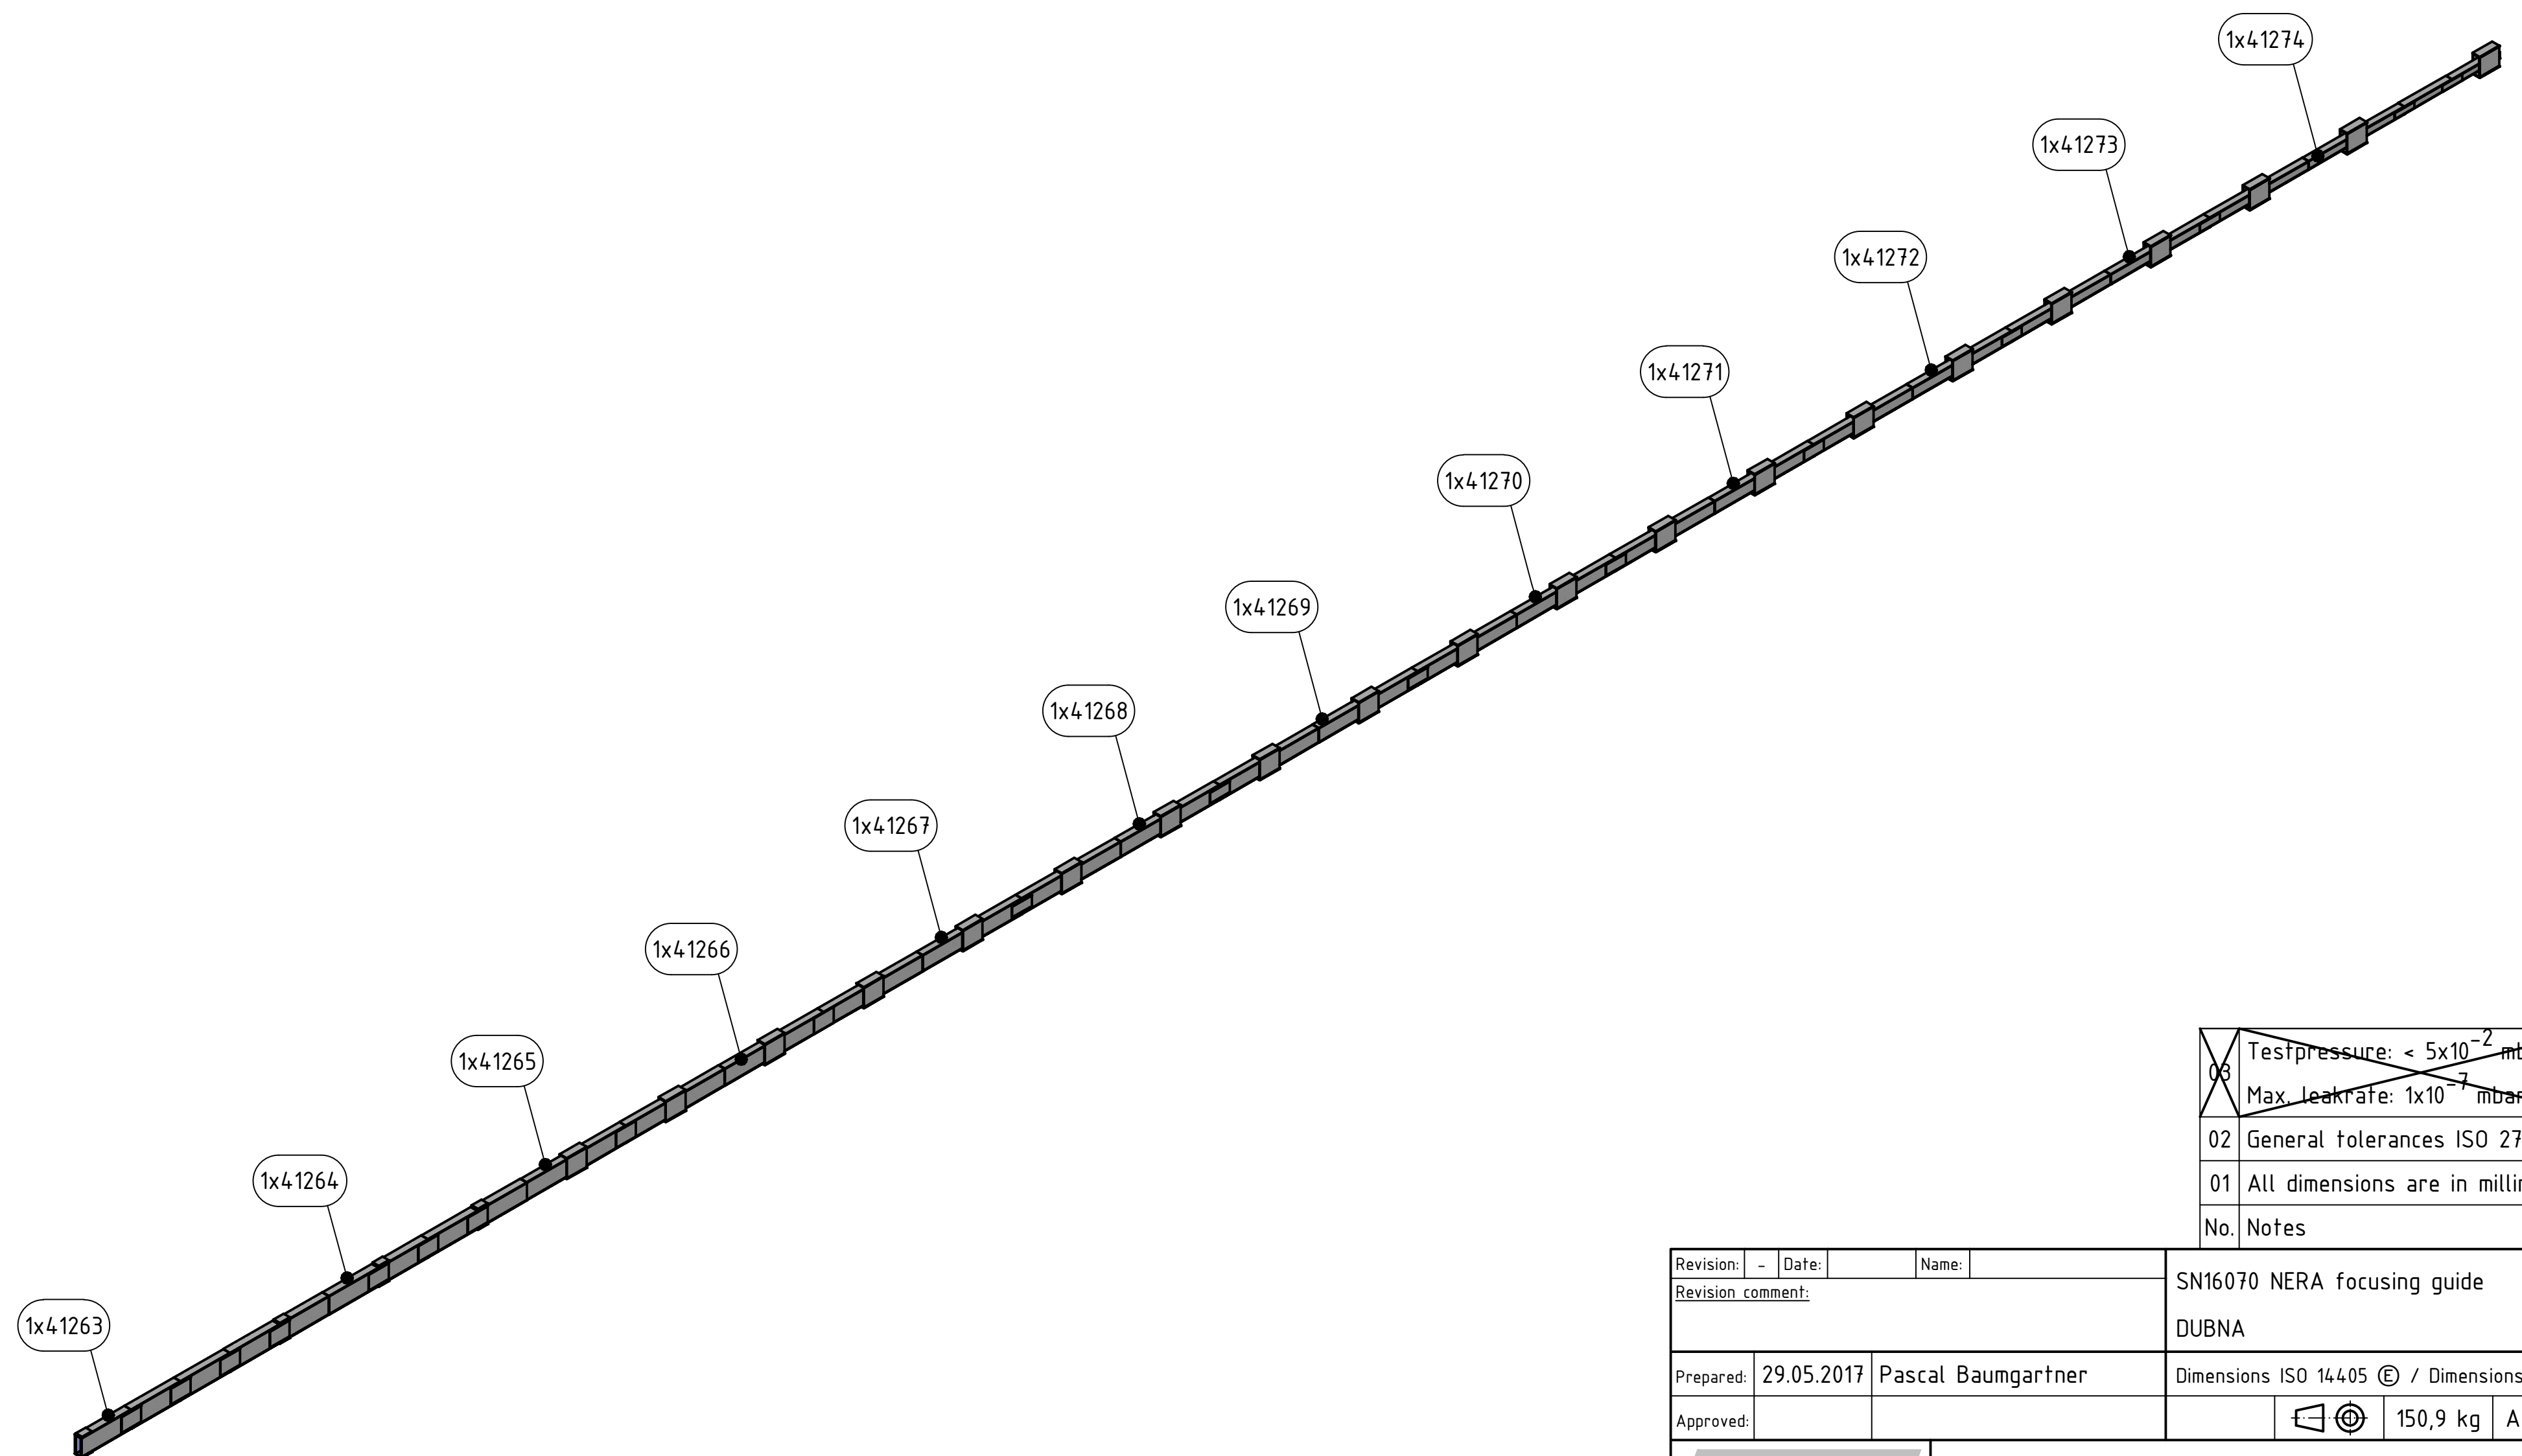 1x41274
1x41273
1x41272
1x41271
1x41270
1x41269
1x41268
1x41267
1x41266
1x41265
1x41264
1x41263
03 Testpressure: < 5x10⁻²
Max. leakrate: 1x10⁻⁷
02 General tolerances ISO
01 All dimensions are in
No. Notes
Revision: - Date: Name:
Revision comment:
SN16070 NERA focusing guide
DUBNA
Prepared: 29.05.2017 Pascal Baumgartner
Dimensions ISO 14405 Ⓔ / Dimensions
Approved:
150,9 kg